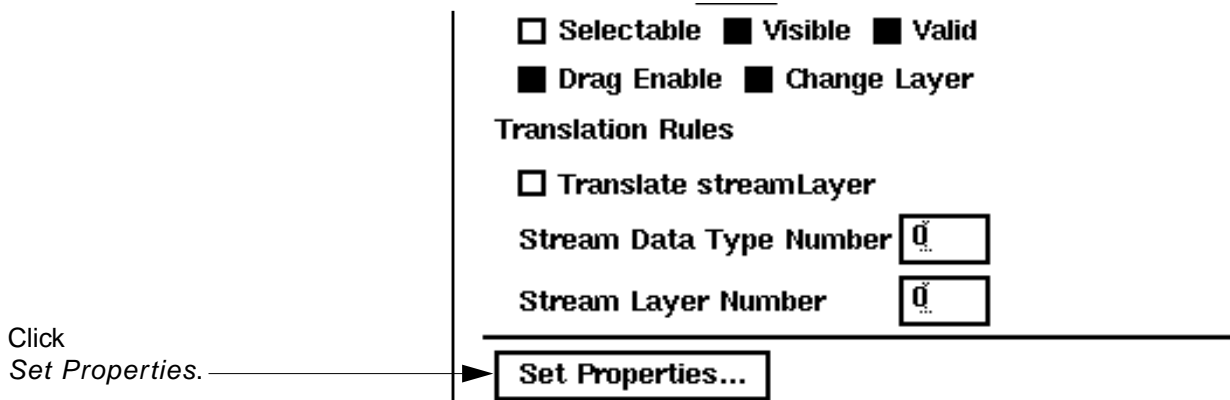 Selectable Visible Valid
Drag Enable Change Layer
Translation Rules
Translate streamLayer
Stream Data Type Number 0
Stream Layer Number 0
Click
Set Properties.
Set Properties...